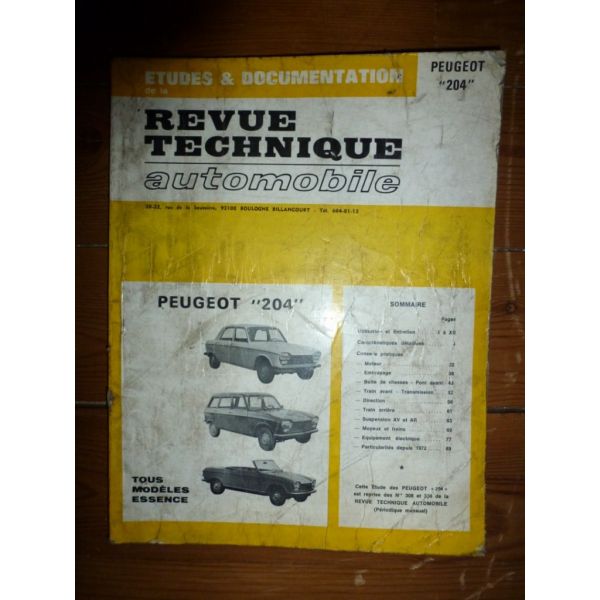 ETUDES & DOCUMENTATION
de la
PEUGEOT
"204"
REVUE
TECHNIQUE
automobile
20-22, rue de la Saussière, 92100 BOULOGNE BILLANCOURT - Tél. 604-81-13
PEUGEOT "204"
TOUS
MODÈLES
ESSENCE
SOMMAIRE
Pages
Utilisation et Entretien I à XII
Caractéristiques détaillées
Conseils pratiques
— Moteur
— Embrayage
— Boîte de vitesses - Pont avant
— Train avant - Transmission
— Direction
— Train arrière 61
— Suspension AV et AR
— Moyeux et freins
— Equipement électrique 77
— Particularités depuis 1972
★
Cette Etude des PEUGEOT « 204 »
est reprise des N° 308 et 336 de la
REVUE TECHNIQUE AUTOMOBILE
(Périodique mensuel)